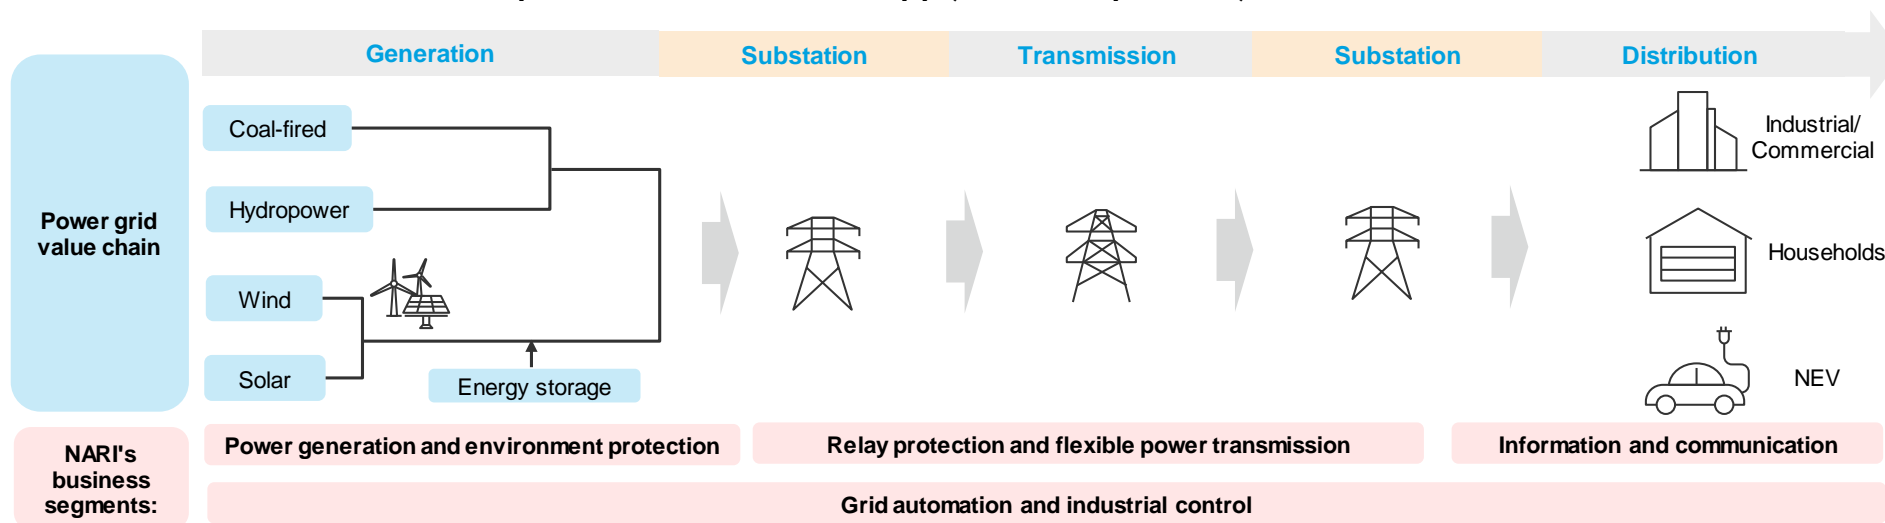 Generation
Substation
Transmission
Substation
Distribution
Power grid
value chain
Coal-fired
Hydropower
Wind
Solar
Energy storage
Industrial/
Commercial
Households
NEV
NARI's
business
segments:
Power generation and environment protection
Relay protection and flexible power transmission
Information and communication
Grid automation and industrial control